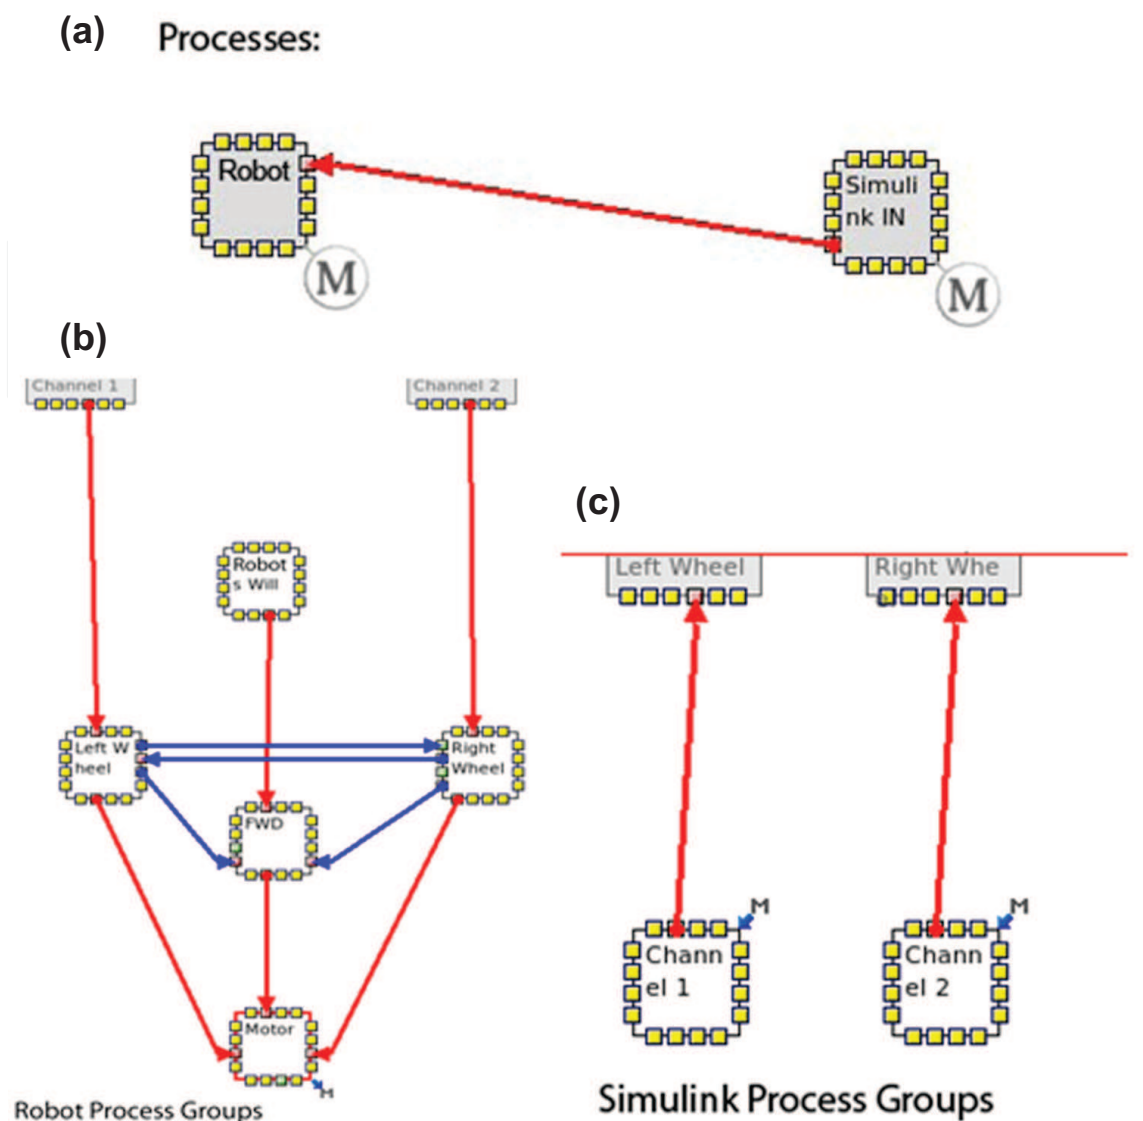 (a) Processes:
Robot
Simuli
nk IN
M
M
(b)
Channel 1
Channel 2
Robot
s Will
Left W
heel
Right
Wheel
FWD
Motor
M
Robot Process Groups
(c)
Left Wheel
Right Whe
M
M
Chann
el 1
Chann
el 2
Simulink Process Groups